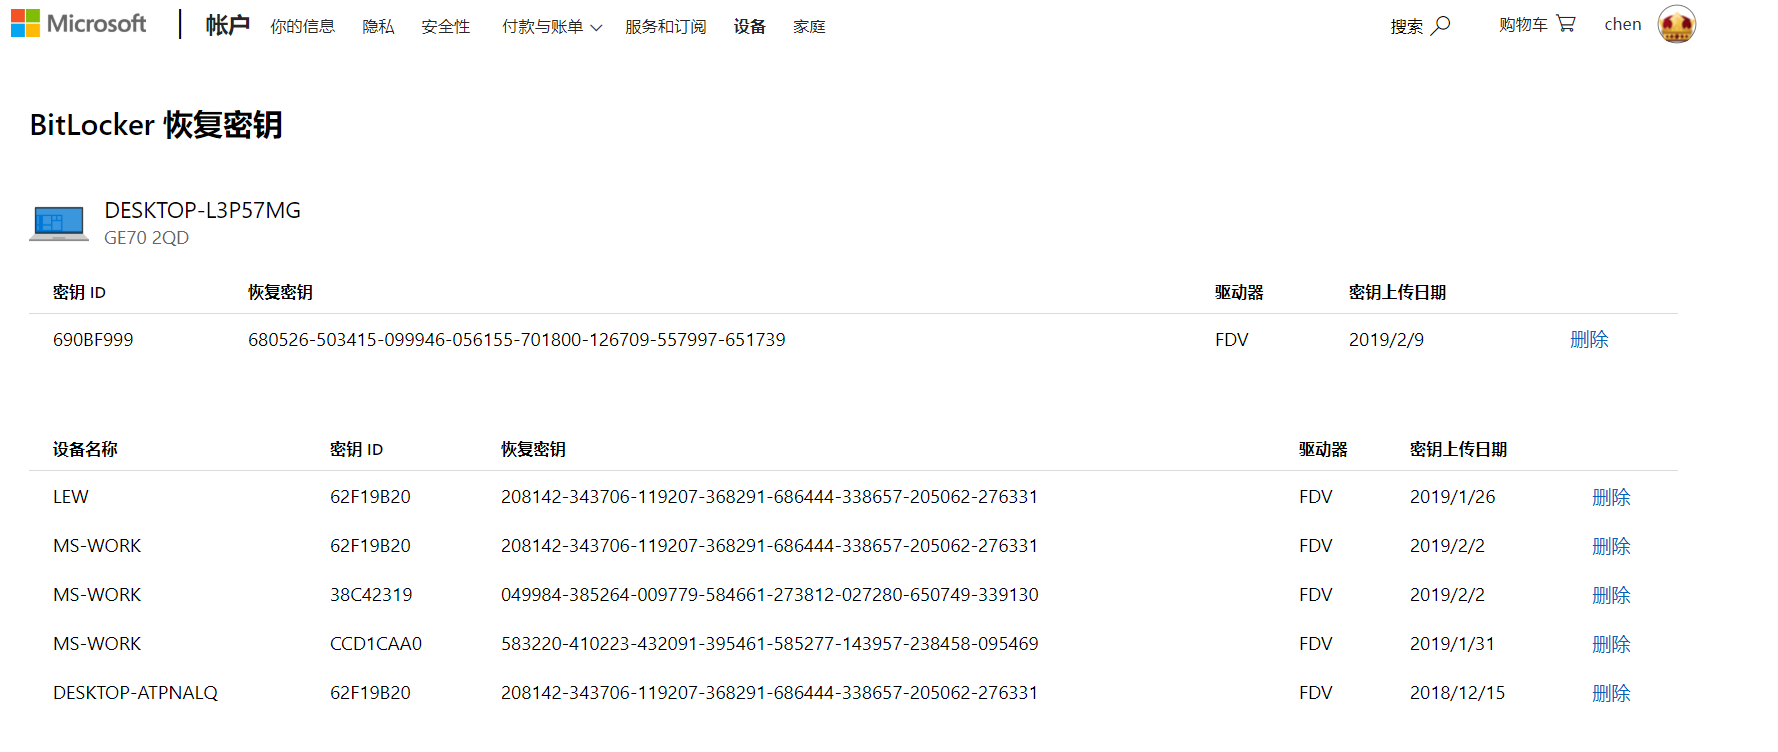 Microsoft 帐户 你的信息 隐私 安全性 付款与账单 服务和订阅 设备 家庭 搜索 购物车 chen
BitLocker 恢复密钥
DESKTOP-L3P57MG
GE70 2QD
密钥 ID 恢复密钥 驱动器 密钥上传日期
690BF999 680526-503415-099946-056155-701800-126709-557997-651739 FDV 2019/2/9 删除
设备名称 密钥 ID 恢复密钥 驱动器 密钥上传日期
LEW 62F19B20 208142-343706-119207-368291-686444-338657-205062-276331 FDV 2019/1/26 删除
MS-WORK 62F19B20 208142-343706-119207-368291-686444-338657-205062-276331 FDV 2019/2/2 删除
MS-WORK 38C42319 049984-385264-009779-584661-273812-027280-650749-339130 FDV 2019/2/2 删除
MS-WORK CCD1CAA0 583220-410223-432091-395461-585277-143957-238458-095469 FDV 2019/1/31 删除
DESKTOP-ATPNALQ 62F19B20 208142-343706-119207-368291-686444-338657-205062-276331 FDV 2018/12/15 删除